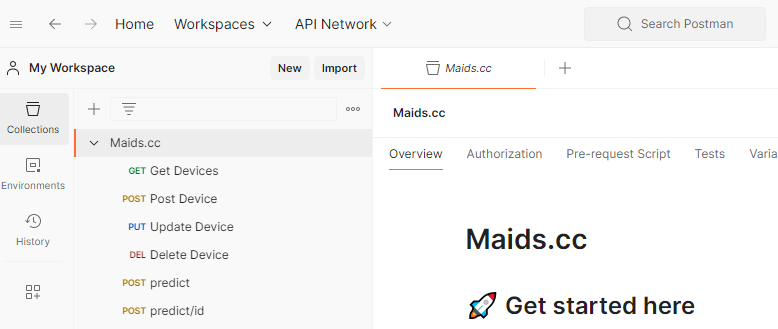 Home Workspaces API Network Search Postman
My Workspace New Import Maids.cc
Collections
Environments
History
Maids.cc
GET Get Devices
POST Post Device
PUT Update Device
DEL Delete Device
POST predict
POST predict/id
Maids.cc
Overview Authorization Pre-request Script Tests Varia
Maids.cc
🚀 Get started here